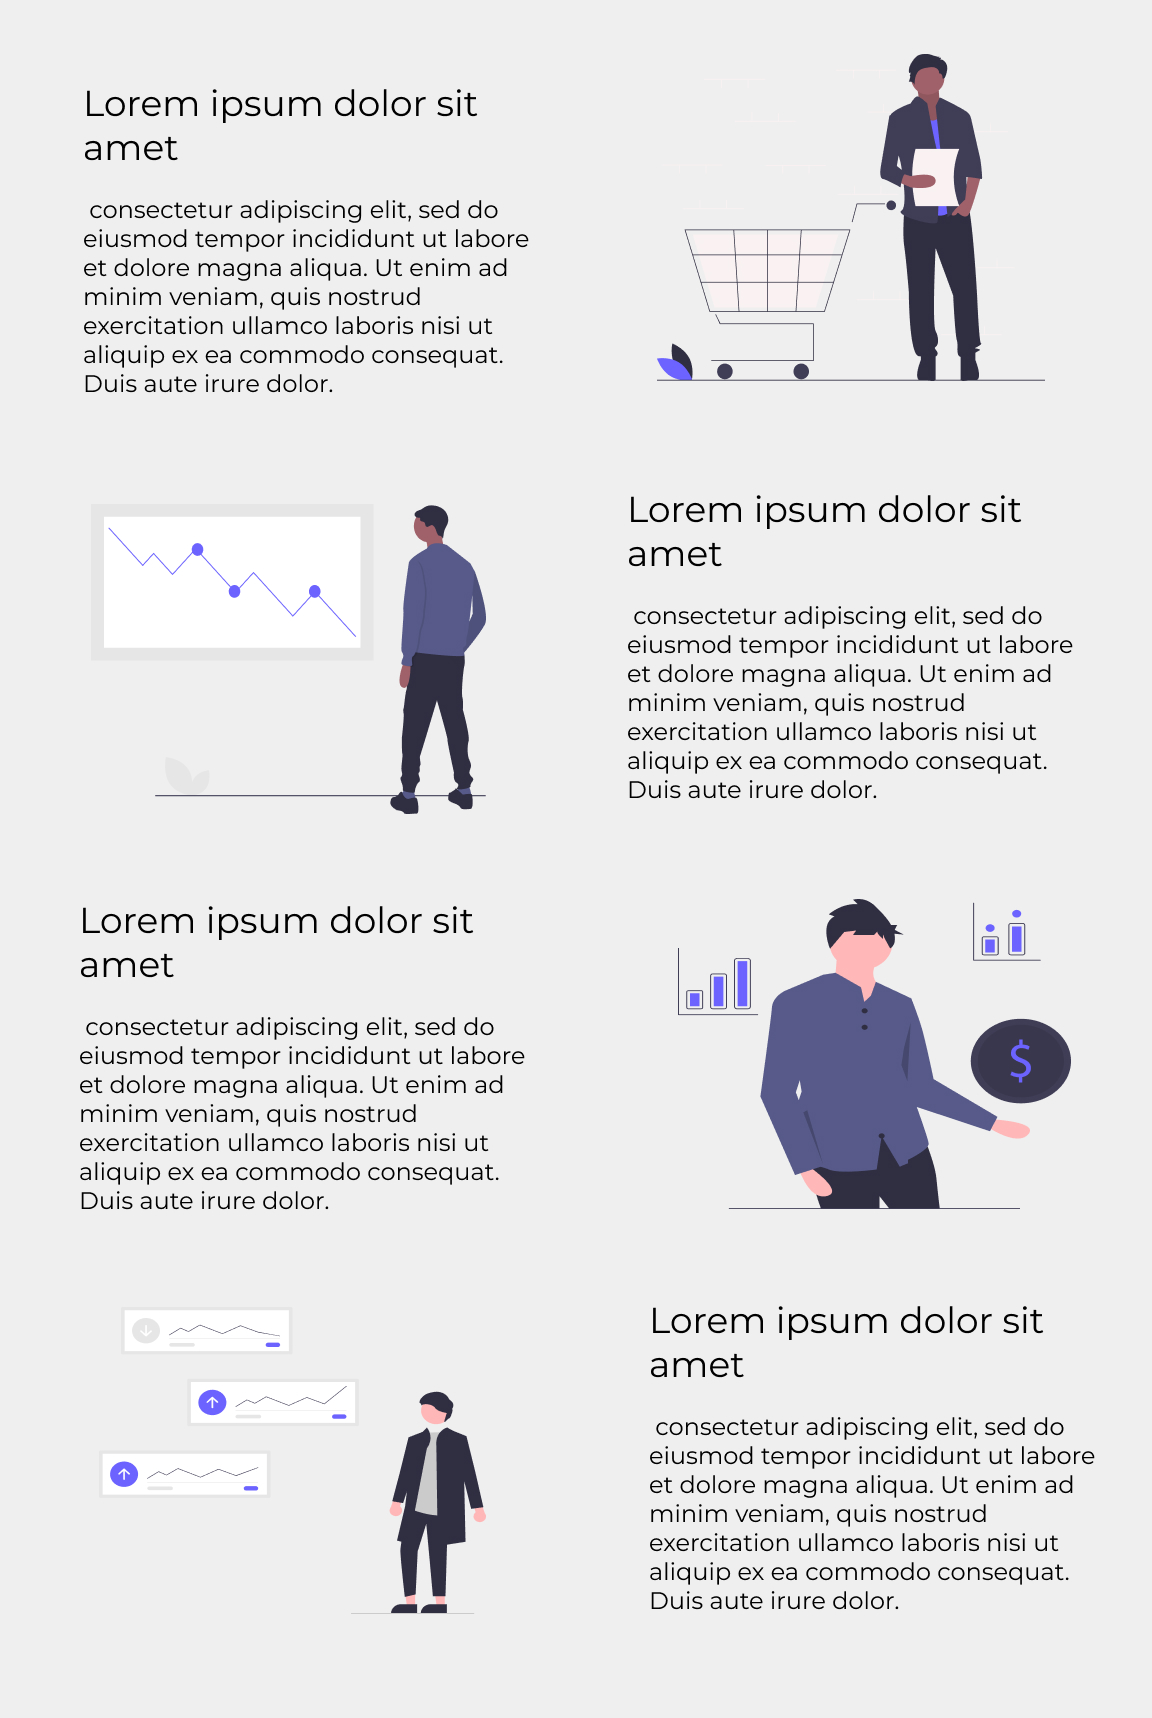 Lorem ipsum dolor sit
amet
consectetur adipiscing elit, sed do
eiusmod tempor incididunt ut labore
et dolore magna aliqua. Ut enim ad
minim veniam, quis nostrud
exercitation ullamco laboris nisi ut
aliquip ex ea commodo consequat.
Duis aute irure dolor.
Lorem ipsum dolor sit
amet
consectetur adipiscing elit, sed do
eiusmod tempor incididunt ut labore
et dolore magna aliqua. Ut enim ad
minim veniam, quis nostrud
exercitation ullamco laboris nisi ut
aliquip ex ea commodo consequat.
Duis aute irure dolor.
Lorem ipsum dolor sit
amet
consectetur adipiscing elit, sed do
eiusmod tempor incididunt ut labore
et dolore magna aliqua. Ut enim ad
minim veniam, quis nostrud
exercitation ullamco laboris nisi ut
aliquip ex ea commodo consequat.
Duis aute irure dolor.
$
Lorem ipsum dolor sit
amet
consectetur adipiscing elit, sed do
eiusmod tempor incididunt ut labore
et dolore magna aliqua. Ut enim ad
minim veniam, quis nostrud
exercitation ullamco laboris nisi ut
aliquip ex ea commodo consequat.
Duis aute irure dolor.